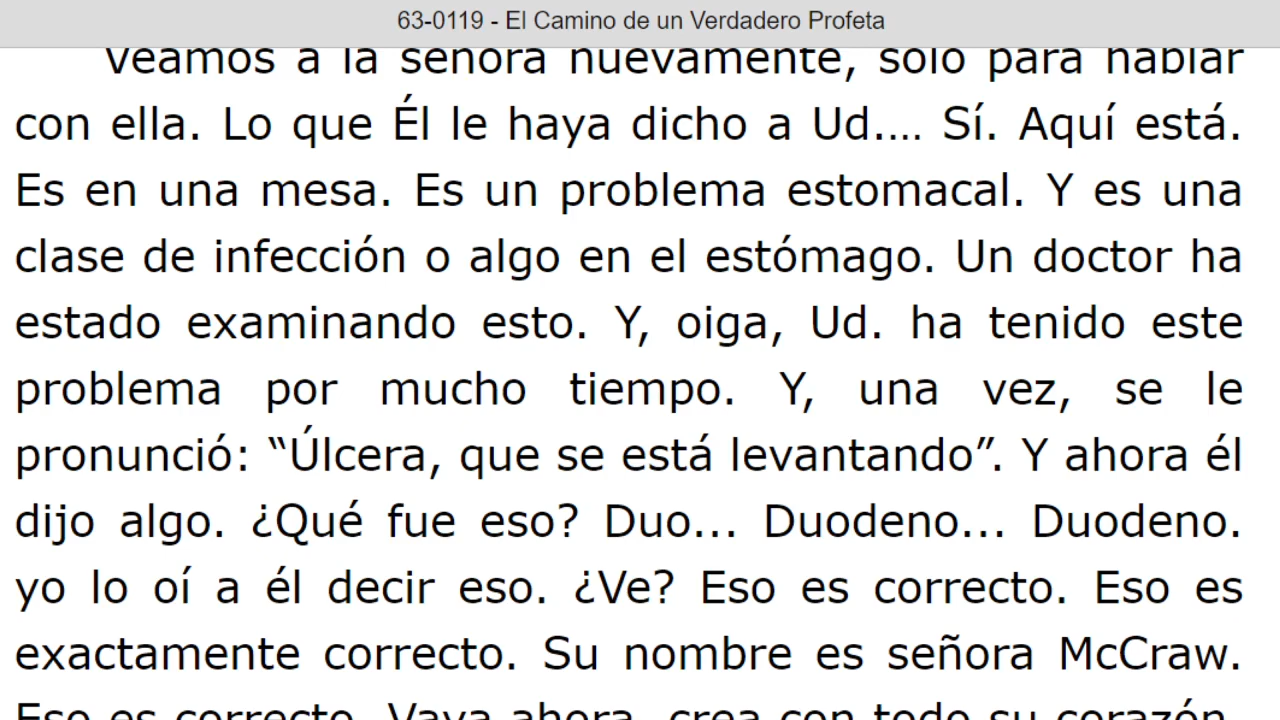 63-0119 - El Camino de un Verdadero Profeta
Veamos a la señora nuevamente, sólo para hablar
con ella. Lo que Él le haya dicho a Ud.… Sí. Aquí está.
Es en una mesa. Es un problema estomacal. Y es una
clase de infección o algo en el estómago. Un doctor ha
estado examinando esto. Y, oiga, Ud. ha tenido este
problema por mucho tiempo. Y, una vez, se le
pronunció: “Úlcera, que se está levantando”. Y ahora él
dijo algo. ¿Qué fue eso? Duo... Duodeno... Duodeno.
yo lo oí a él decir eso. ¿Ve? Eso es correcto. Eso es
exactamente correcto. Su nombre es señora McCraw.
Eso es correcto. Vaya ahora, crea con todo su corazón,